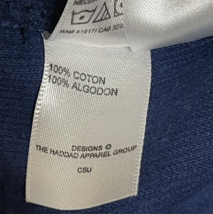 100% COTON
100% ALGODON
DESIGNS ©
THE HADDAD APPAREL GROUP
CSU